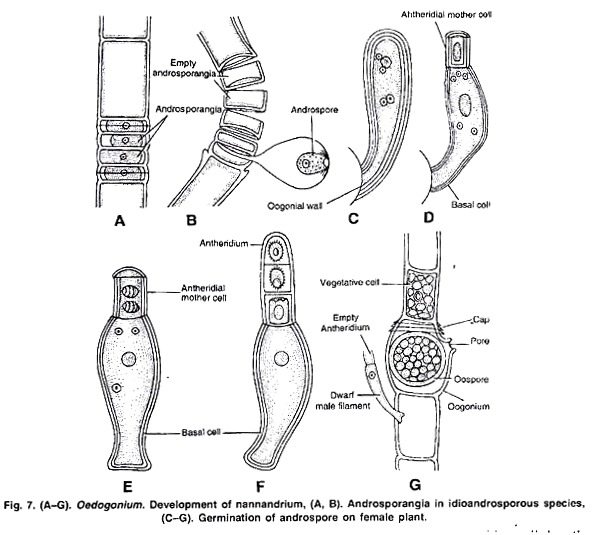 Ahtheridial mother cell
Empty
androsporangia
Androsporangia
Androspore
Oogonial wall
Basal cell
A
B
C
D
Antheridium
Antheridial
mother cell
Vegetative cell
Empty
Antheridium
Cap
Pore
Oospore
Dwarf
male filament
Oogonium
Basal cell
E
F
G
Fig. 7. (A–G). Oedogonium. Development of nannandrium, (A, B). Androsporangia in idioandrosporous species,
(C–G). Germination of androspore on female plant.